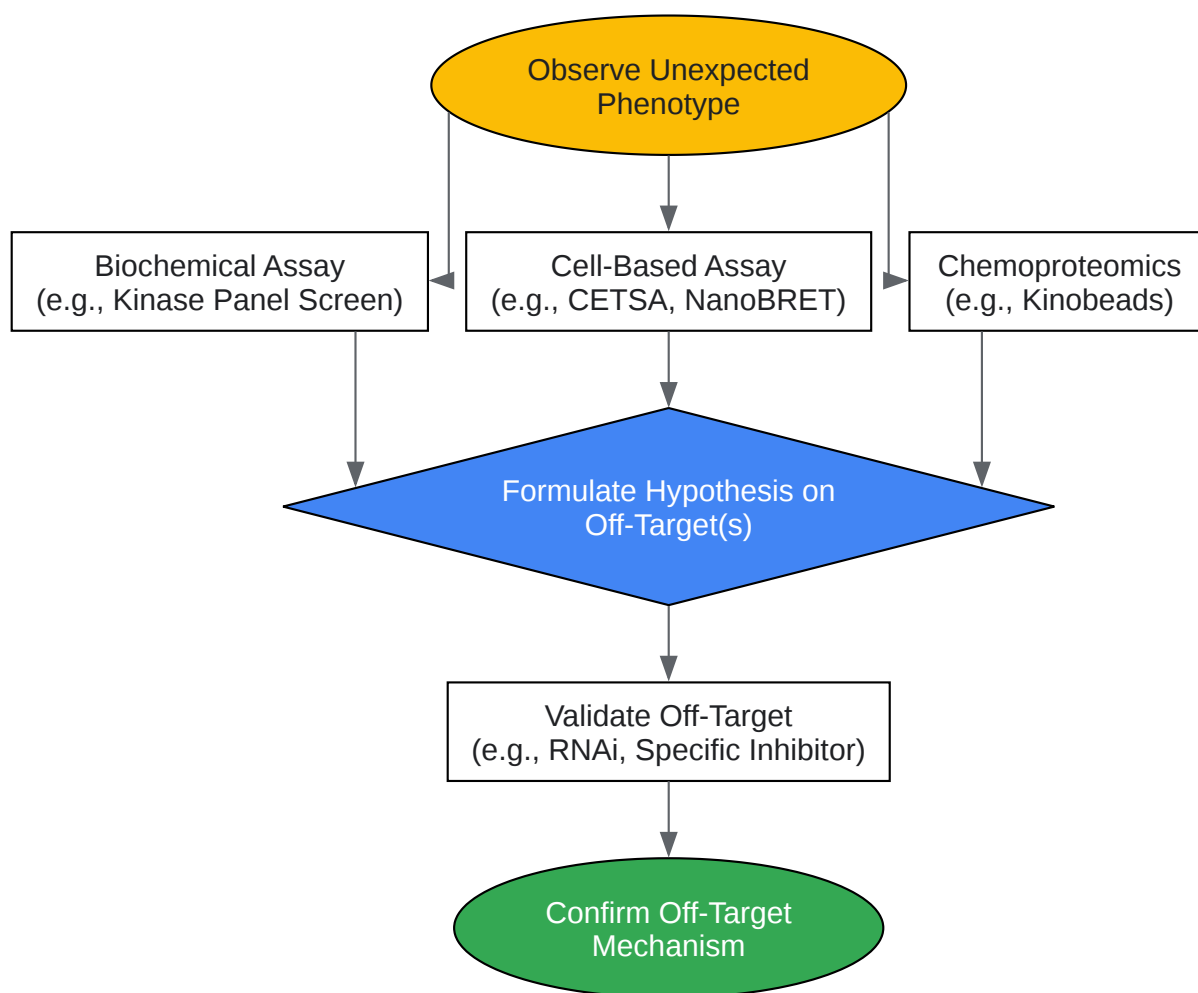 Observe Unexpected
Phenotype
Biochemical Assay
(e.g., Kinase Panel Screen)
Cell-Based Assay
(e.g., CETSA, NanoBRET)
Chemoproteomics
(e.g., Kinobeads)
Formulate Hypothesis on
Off-Target(s)
Validate Off-Target
(e.g., RNAi, Specific Inhibitor)
Confirm Off-Target
Mechanism